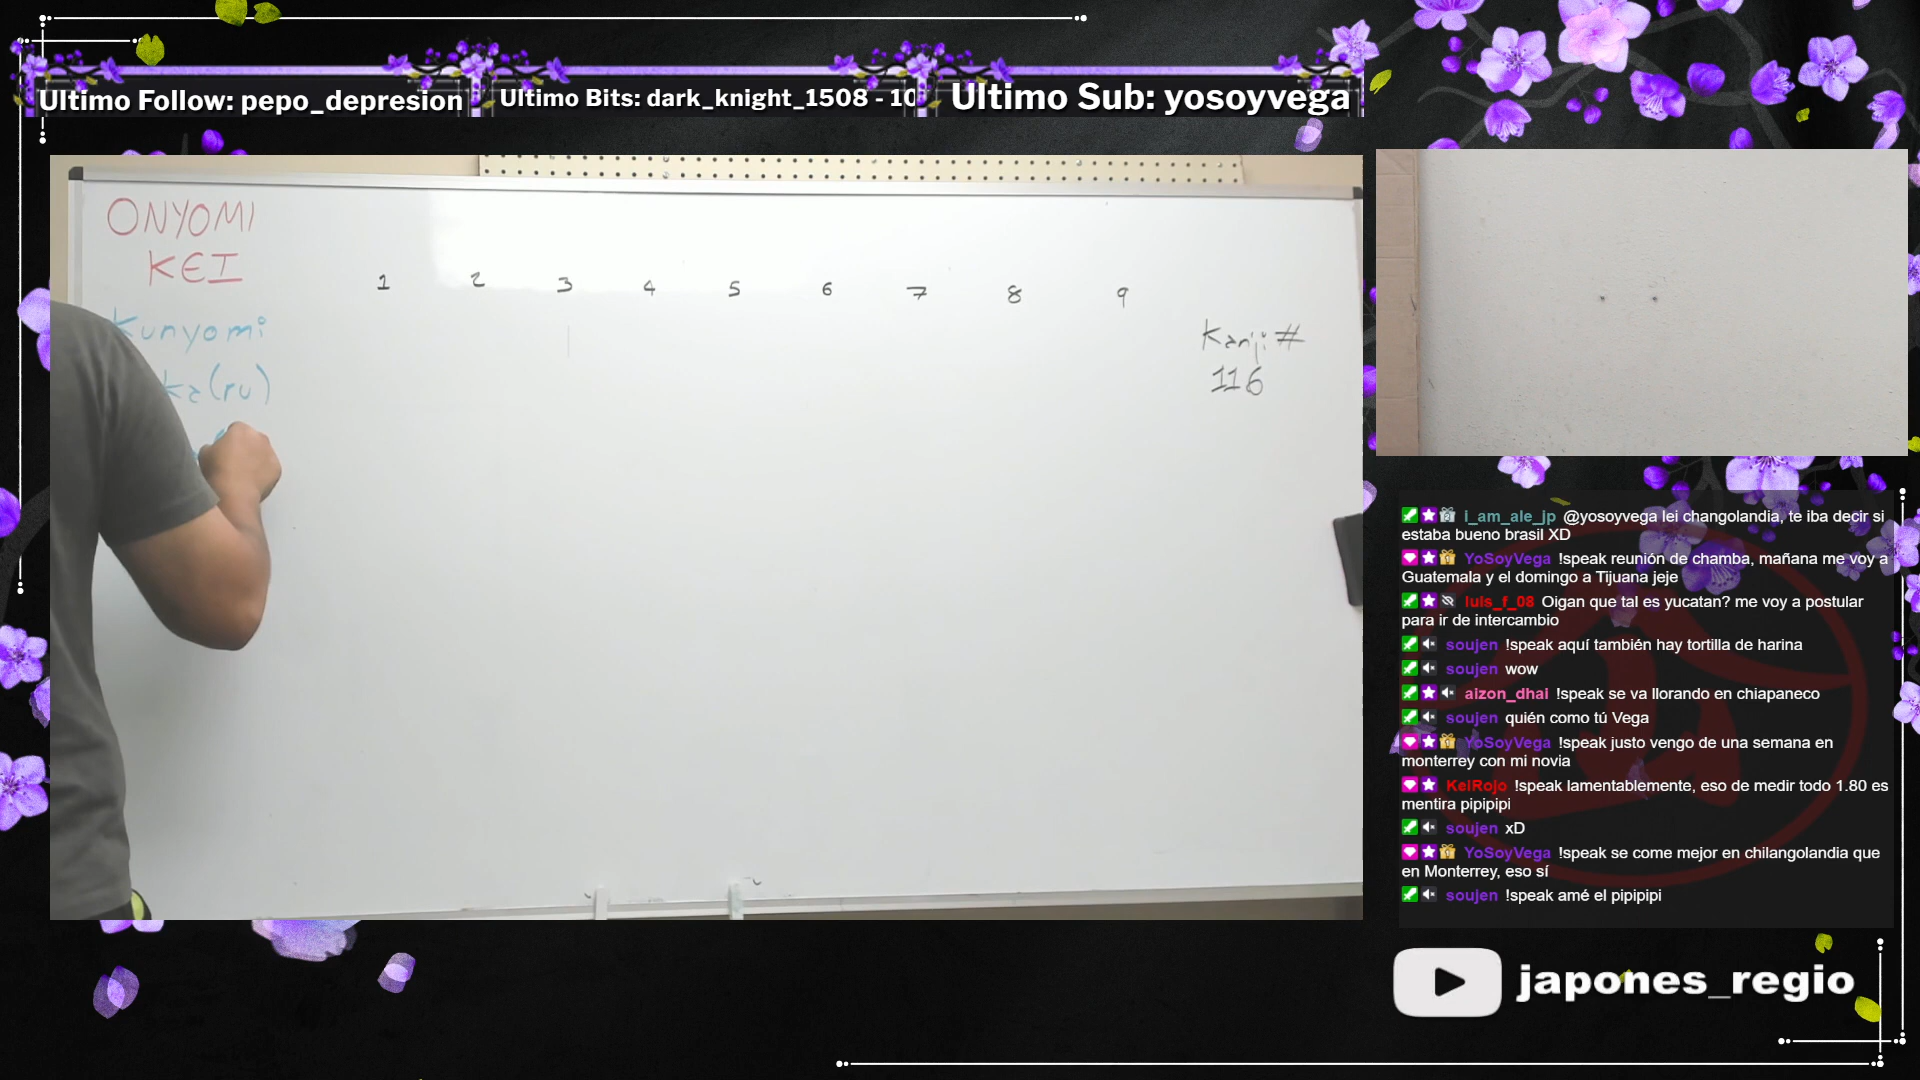 Ultimo Follow: pepo_depresion
Ultimo Bits: dark_knight_1508 - 10
Ultimo Sub: yosoyvega
ONYOMI
KEI
Kunyomi
ka(ru)
1 2 3 4 5 6 7 8 9
Kanji #
116
i_am_ale_jp @yosoyvega lei changolandia, te iba decir si
estaba bueno brasil XD
YoSoyVega !speak reunión de chamba, mañana me voy a
Guatemala y el domingo a Tijuana jeje
luis_f_08 Oigan que tal es yucatan? me voy a postular
para ir de intercambio
soujen !speak aquí también hay tortilla de harina
soujen wow
aizon_dhai !speak se va llorando en chiapaneco
soujen quién como tú Vega
YoSoyVega !speak justo vengo de una semana en
monterrey con mi novia
KelRojo !speak lamentablemente, eso de medir todo 1.80 es
mentira pipipipi
soujen xD
YoSoyVega !speak se come mejor en chilangolandia que
en Monterrey, eso sí
soujen !speak amé el pipipipi
japones_regio